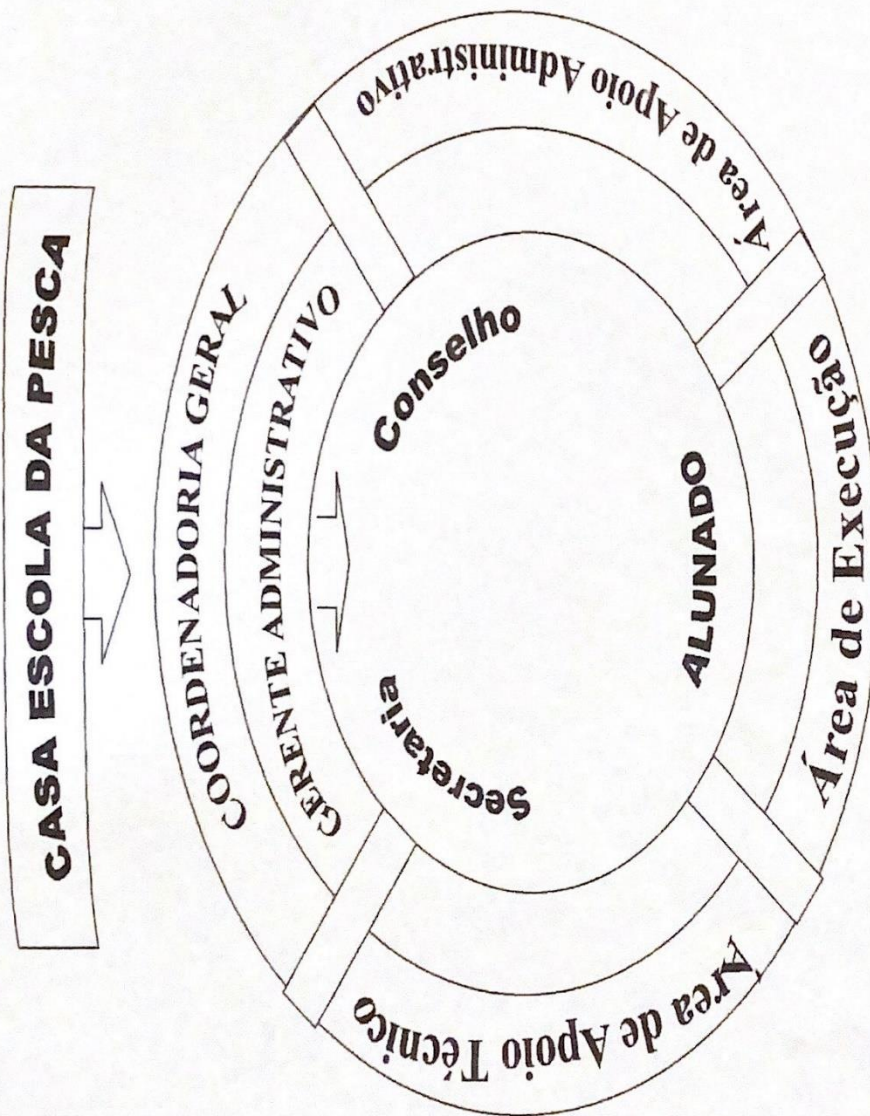 CASA ESCOLA DA PESCA
COORDENADORIA GERAL
GERENTE ADMINISTRATIVO
Secretaria
Conselho
ALUNADO
Área de Apoio Técnico
Área de Execução
Área de Apoio Administrativo